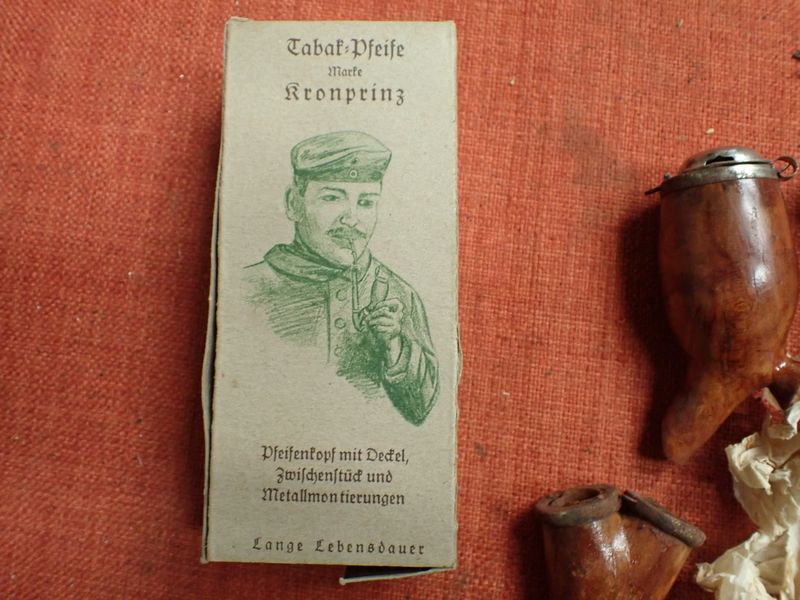 Tabak-Pfeife
Marke
Kronprinz
Pfeifenkopf mit Deckel,
Zwischenstück und
Metallmontierungen
Lange Lebensdauer